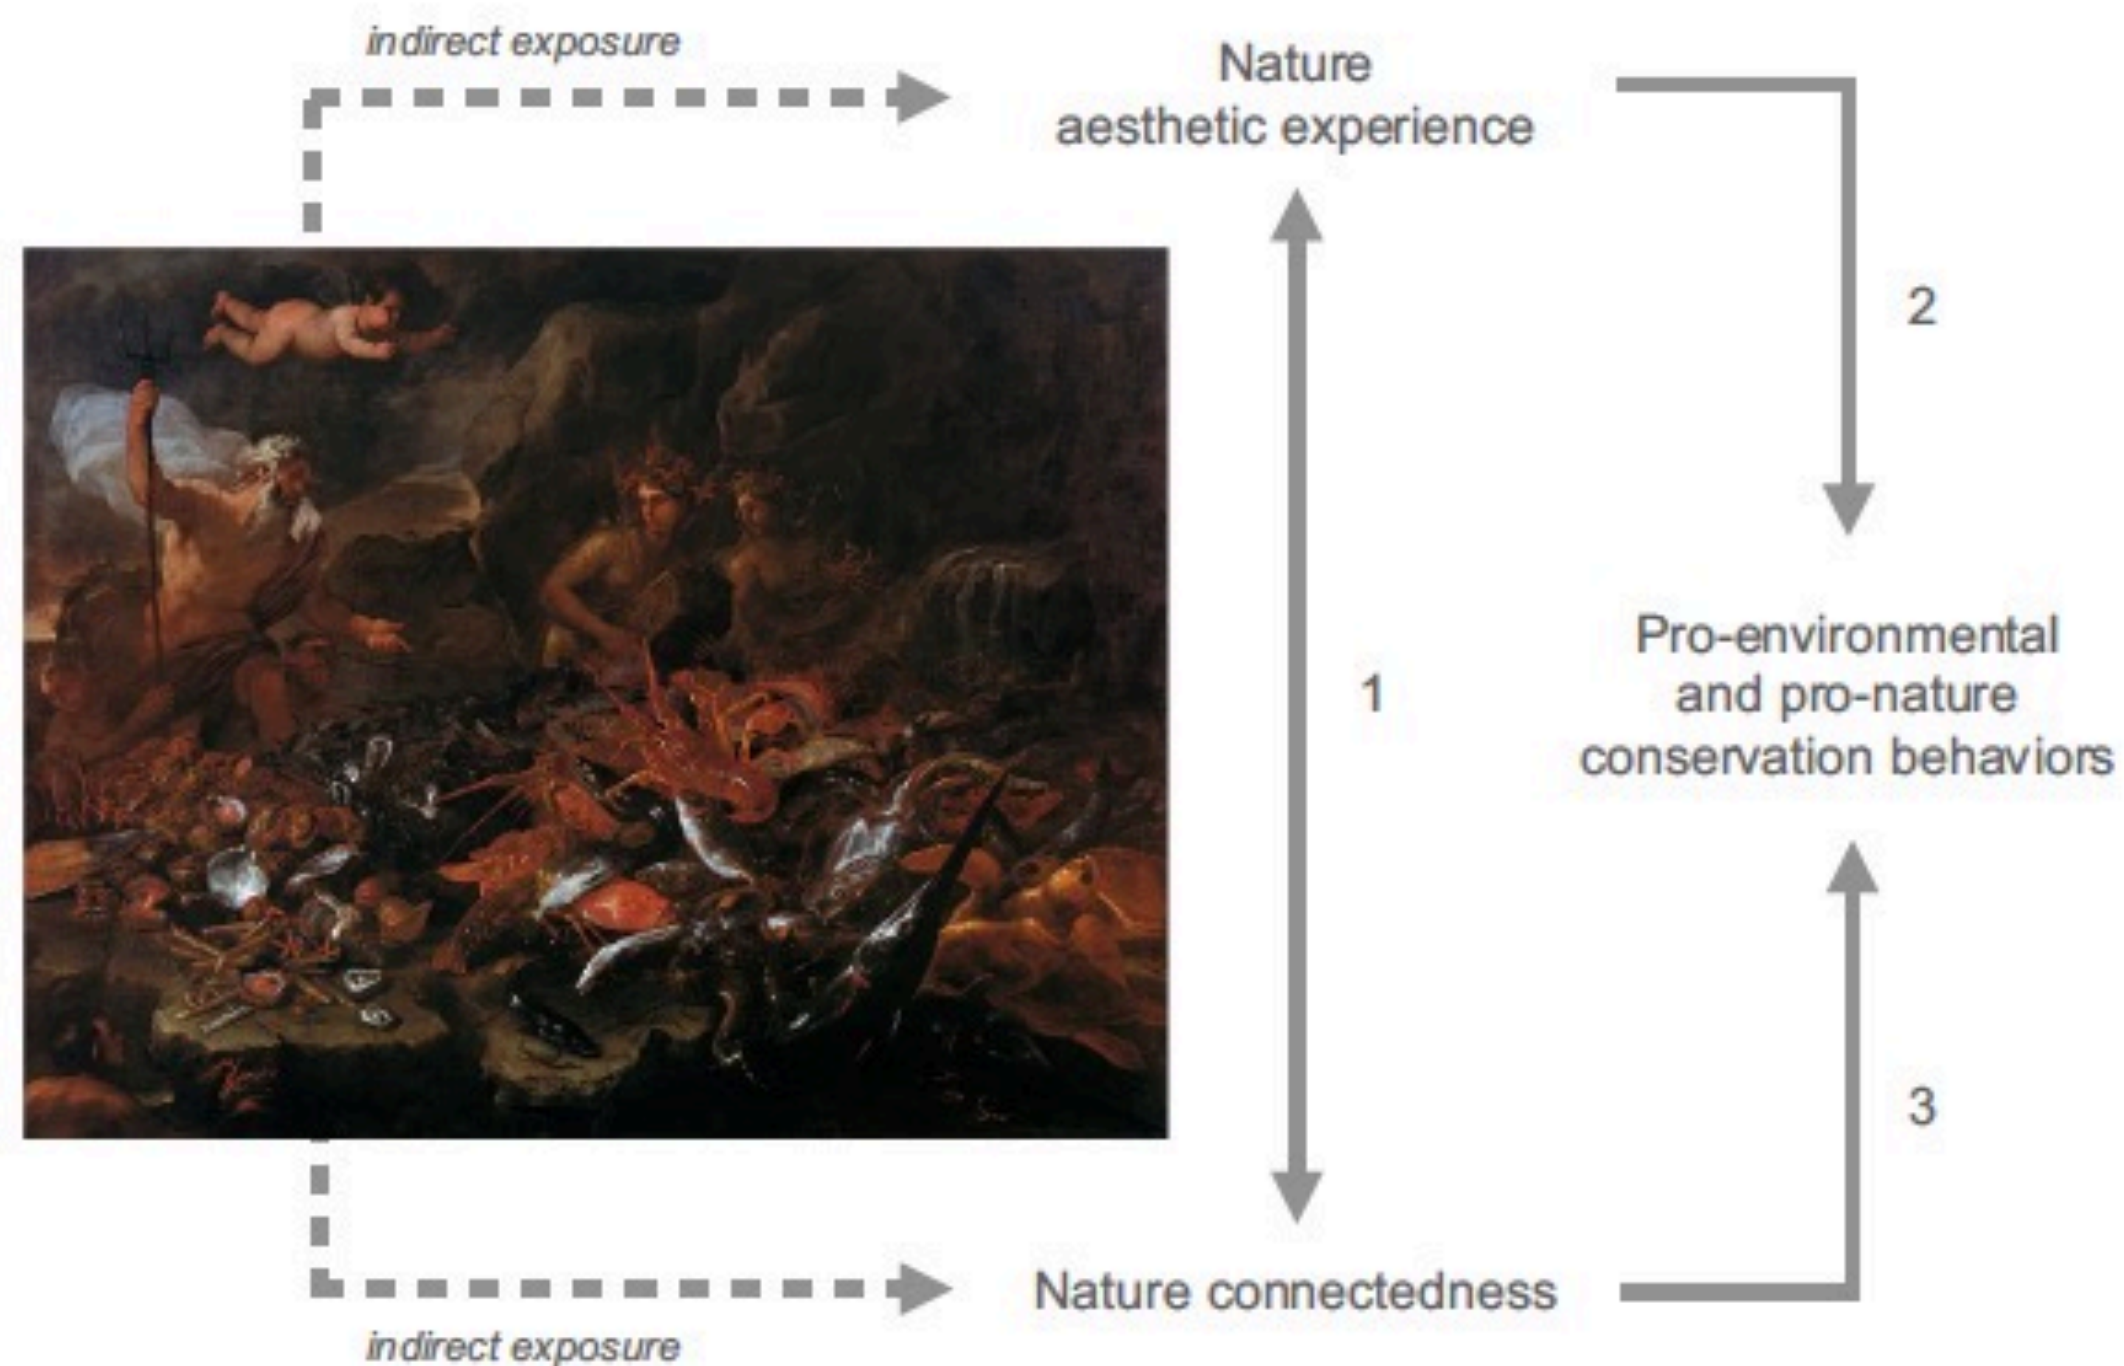 indirect exposure
Nature
aesthetic experience
2
1
Pro-environmental
and pro-nature
conservation behaviors
3
Nature connectedness
indirect exposure